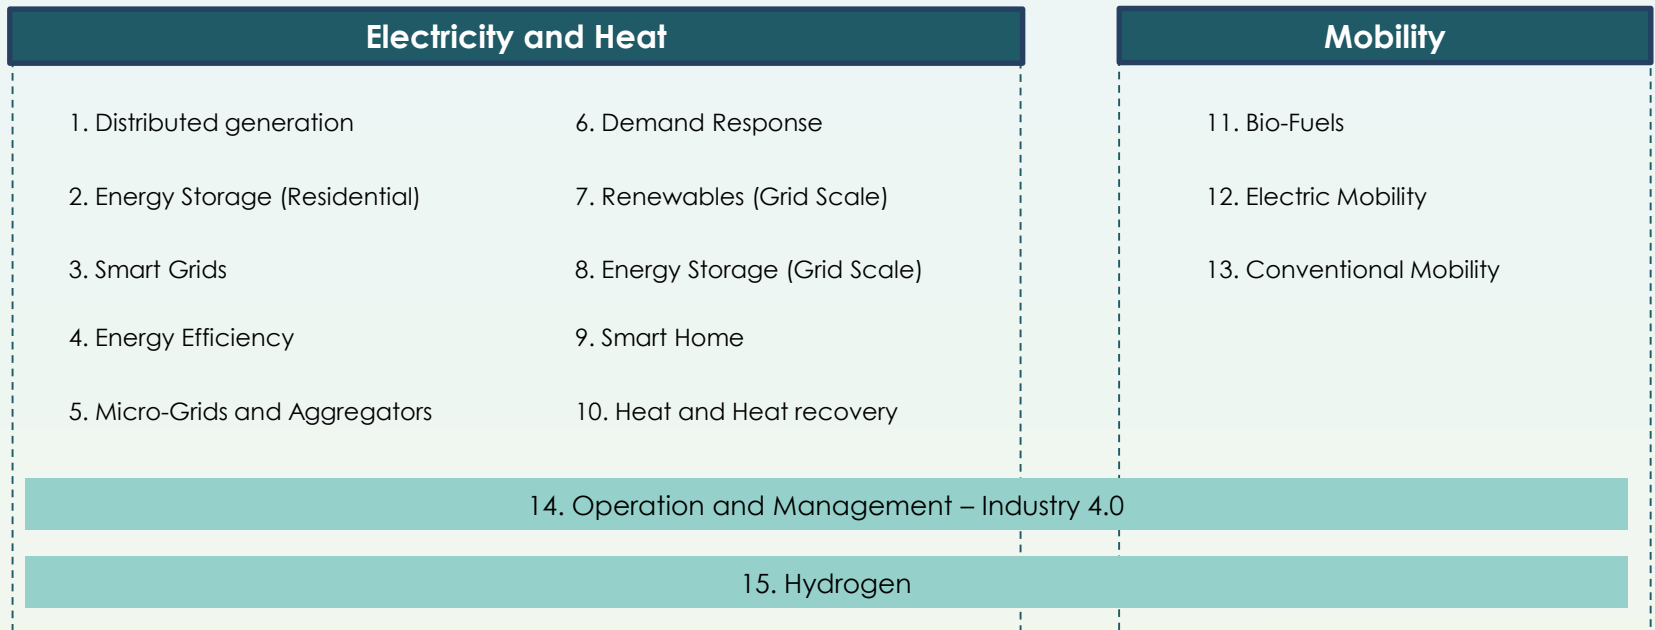 Electricity and Heat
1. Distributed generation
2. Energy Storage (Residential)
3. Smart Grids
4. Energy Efficiency
5. Micro-Grids and Aggregators
6. Demand Response
7. Renewables (Grid Scale)
8. Energy Storage (Grid Scale)
9. Smart Home
10. Heat and Heat recovery
Mobility
11. Bio-Fuels
12. Electric Mobility
13. Conventional Mobility
14. Operation and Management – Industry 4.0
15. Hydrogen